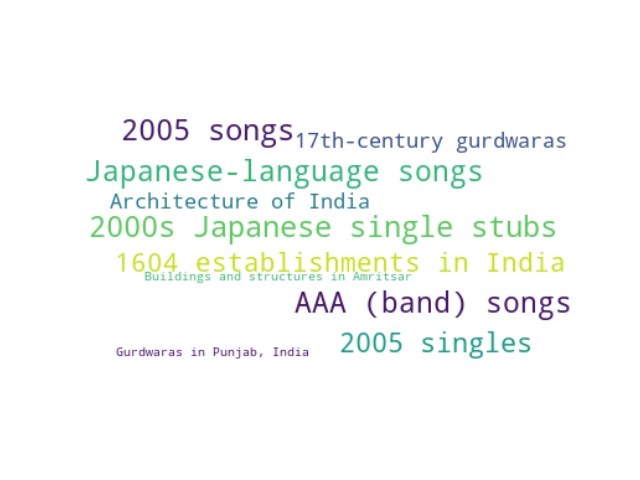 2005 songs
17th-century gurdwaras
Japanese-language songs
Architecture of India
2000s Japanese single stubs
1604 establishments in India
Buildings and structures in Amritsar
AAA (band) songs
2005 singles
Gurdwaras in Punjab, India